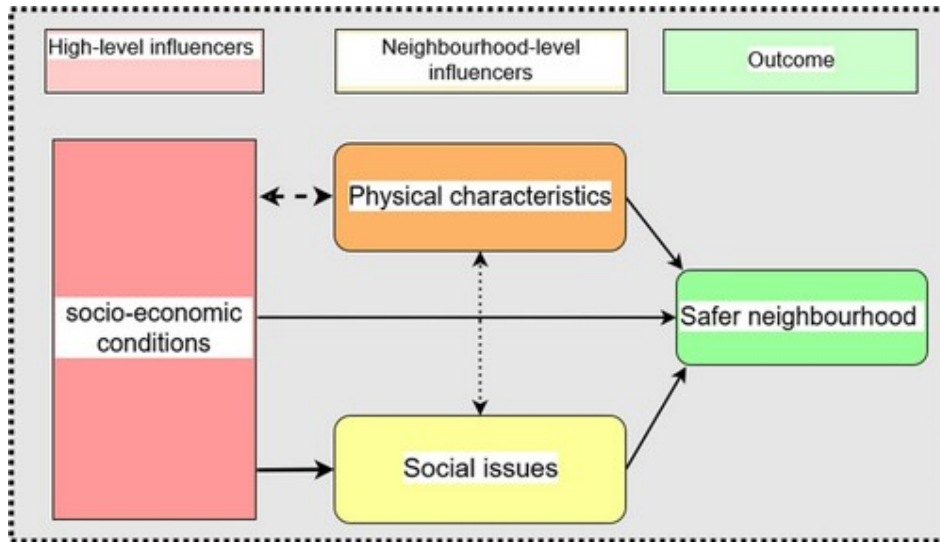 High-level influencers
Neighbourhood-level
influencers
Outcome
Physical characteristics
socio-economic
conditions
Safer neighbourhood
Social issues